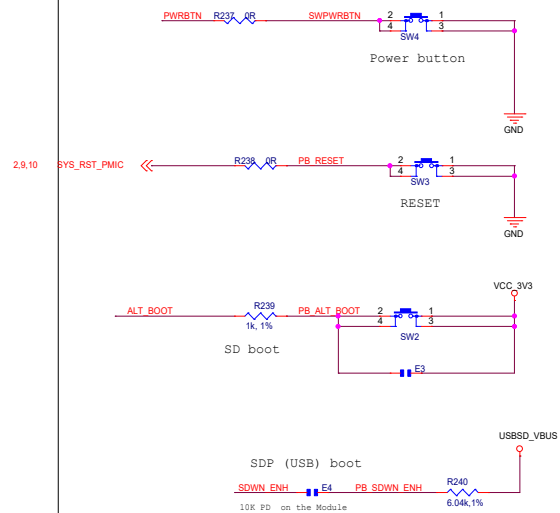 PWRBTN R237 0R SWPWRBTN 2 1
4 3
SW4
Power button
GND
2,9,10 SYS_RST_PMIC R238 0R PB_RESET 2 1
4 3
SW3
RESET
GND
VCC_3V3
R239
ALT_BOOT PB_ALT_BOOT 2 1
1k, 1% 4 3
SW2
SD boot
E3
USBSD_VBUS
SDP (USB) boot
SDWN_ENH E4 PB_SDWN_ENH R240
6.04k,1%
10K PD on the Module